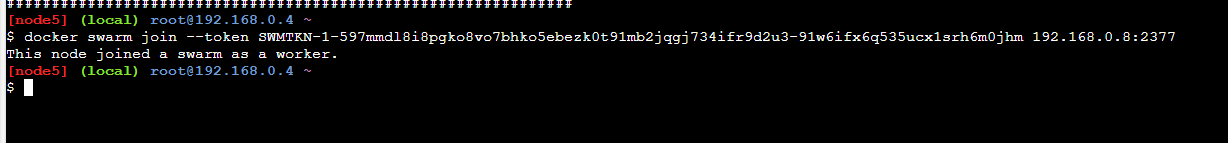 ################################################################
[node5] (local) root@192.168.0.4 ~
$ docker swarm join --token SWMTKN-1-597mmdl8i8pgko8vo7bhko5ebezk0t91mb2jqgj734ifr9d2u3-91w6ifx6q535ucx1srh6m0jhm 192.168.0.8:2377
This node joined a swarm as a worker.
[node5] (local) root@192.168.0.4 ~
$